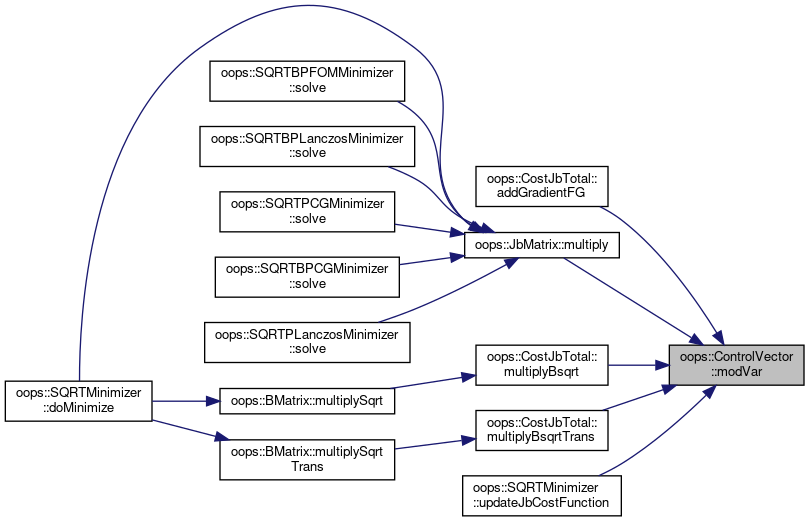 oops::SQRTBPFOMMinimizer
::solve
oops::SQRTBPLanczosMinimizer
::solve
oops::SQRTPCGMinimizer
::solve
oops::SQRTBPCGMinimizer
::solve
oops::SQRTPLanczosMinimizer
::solve
oops::SQRTMinimizer
::doMinimize
oops::BMatrix::multiplySqrt
oops::BMatrix::multiplySqrt
Trans
oops::CostJbTotal::
addGradientFG
oops::JbMatrix::multiply
oops::CostJbTotal::
multiplyBsqrt
oops::CostJbTotal::
multiplyBsqrtTrans
oops::SQRTMinimizer
::updateJbCostFunction
oops::ControlVector
::modVar